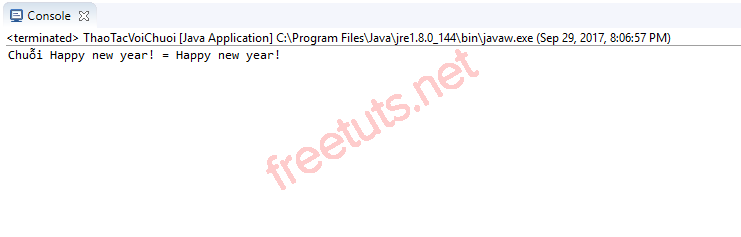 Console
<terminated> ThaoTacVoiChuoi [Java Application] C:\Program Files\Java\jre1.8.0_144\bin\javaw.exe (Sep 29, 2017, 8:06:57 PM)
Chuỗi Happy new year! = Happy new year!
freetuts.net